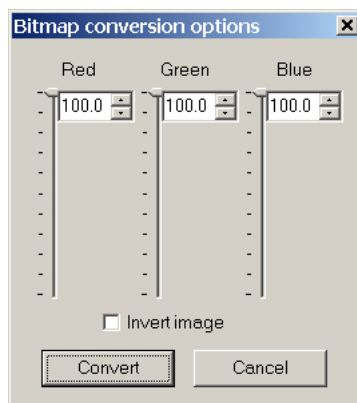 Bitmap conversion options
Red Green Blue
100.0 100.0 100.0
Invert image
Convert Cancel